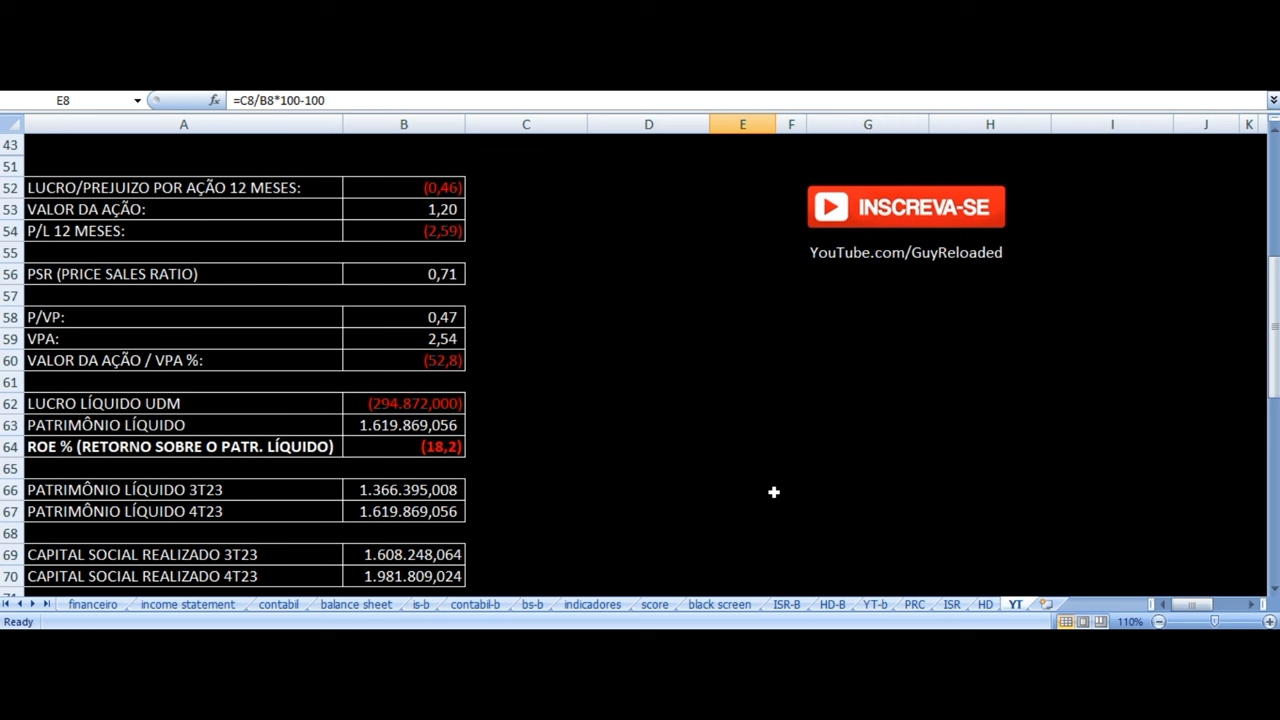 E8 fx =C8/B8*100-100
A B C D E F G H I J K
43
51
52 LUCRO/PREJUIZO POR AÇÃO 12 MESES: (0,46)
INSCREVA-SE
53 VALOR DA AÇÃO: 1,20
54 P/L 12 MESES: (2,59)
55 YouTube.com/GuyReloaded
56 PSR (PRICE SALES RATIO) 0,71
57
58 P/VP: 0,47
59 VPA: 2,54
60 VALOR DA AÇÃO / VPA %: (52,8)
61
62 LUCRO LÍQUIDO UDM (294.872,000)
63 PATRIMÔNIO LÍQUIDO 1.619.869,056
64 ROE % (RETORNO SOBRE O PATR. LÍQUIDO) (18,2)
65
66 PATRIMÔNIO LÍQUIDO 3T23 1.366.395,008
67 PATRIMÔNIO LÍQUIDO 4T23 1.619.869,056
68
69 CAPITAL SOCIAL REALIZADO 3T23 1.608.248,064
70 CAPITAL SOCIAL REALIZADO 4T23 1.981.809,024
financeiro income statement contabil balance sheet is-b contabil-b bs-b indicadores score black screen ISR-B HD-B YT-b PRC ISR HD YT
Ready 110%